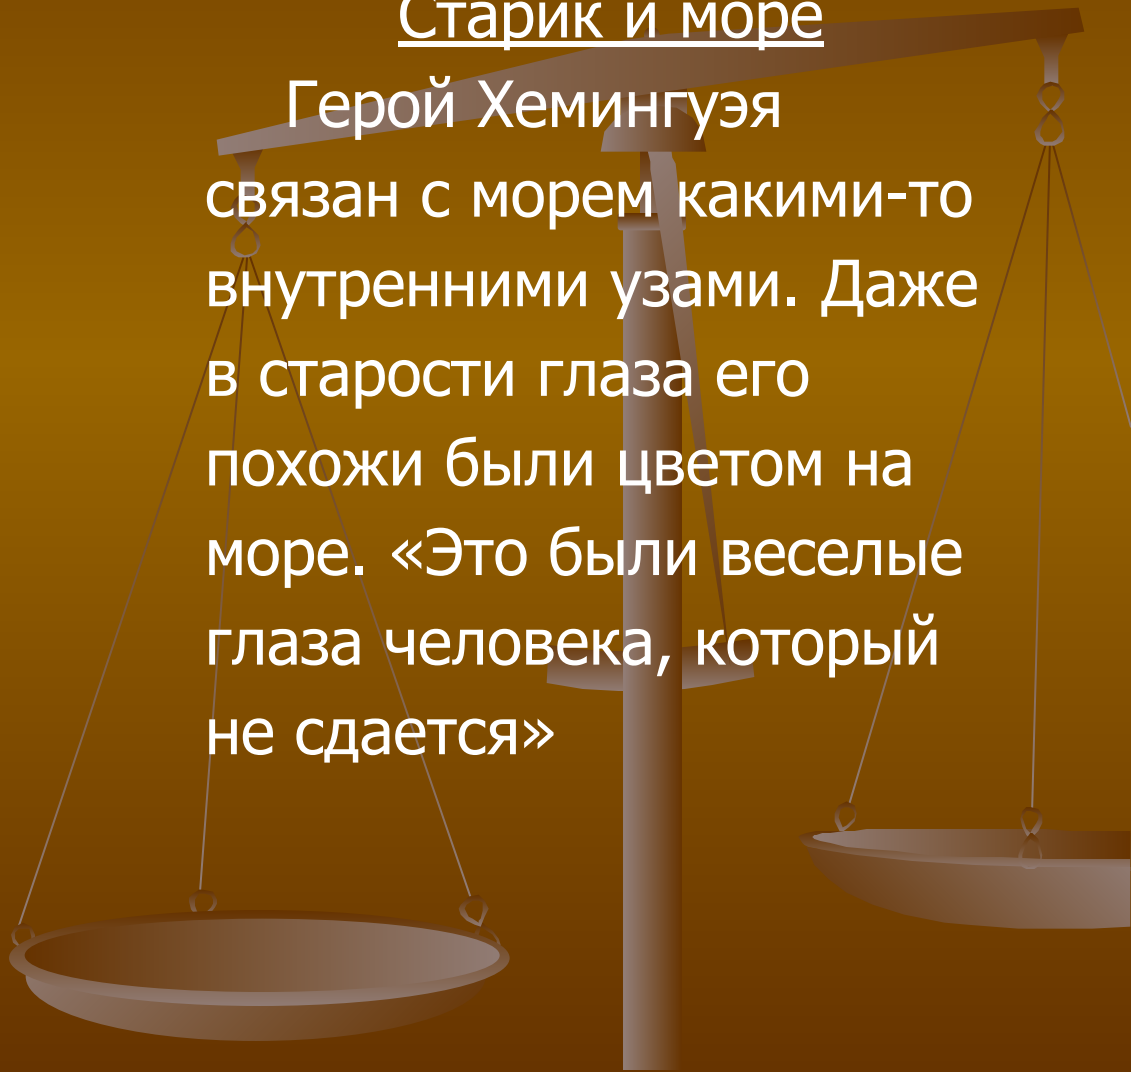 Старик и море
Герой Хемингуэя
связан с морем какими-то
внутренними узами. Даже
в старости глаза его
похожи были цветом на
море. «Это были веселые
глаза человека, который
не сдается»